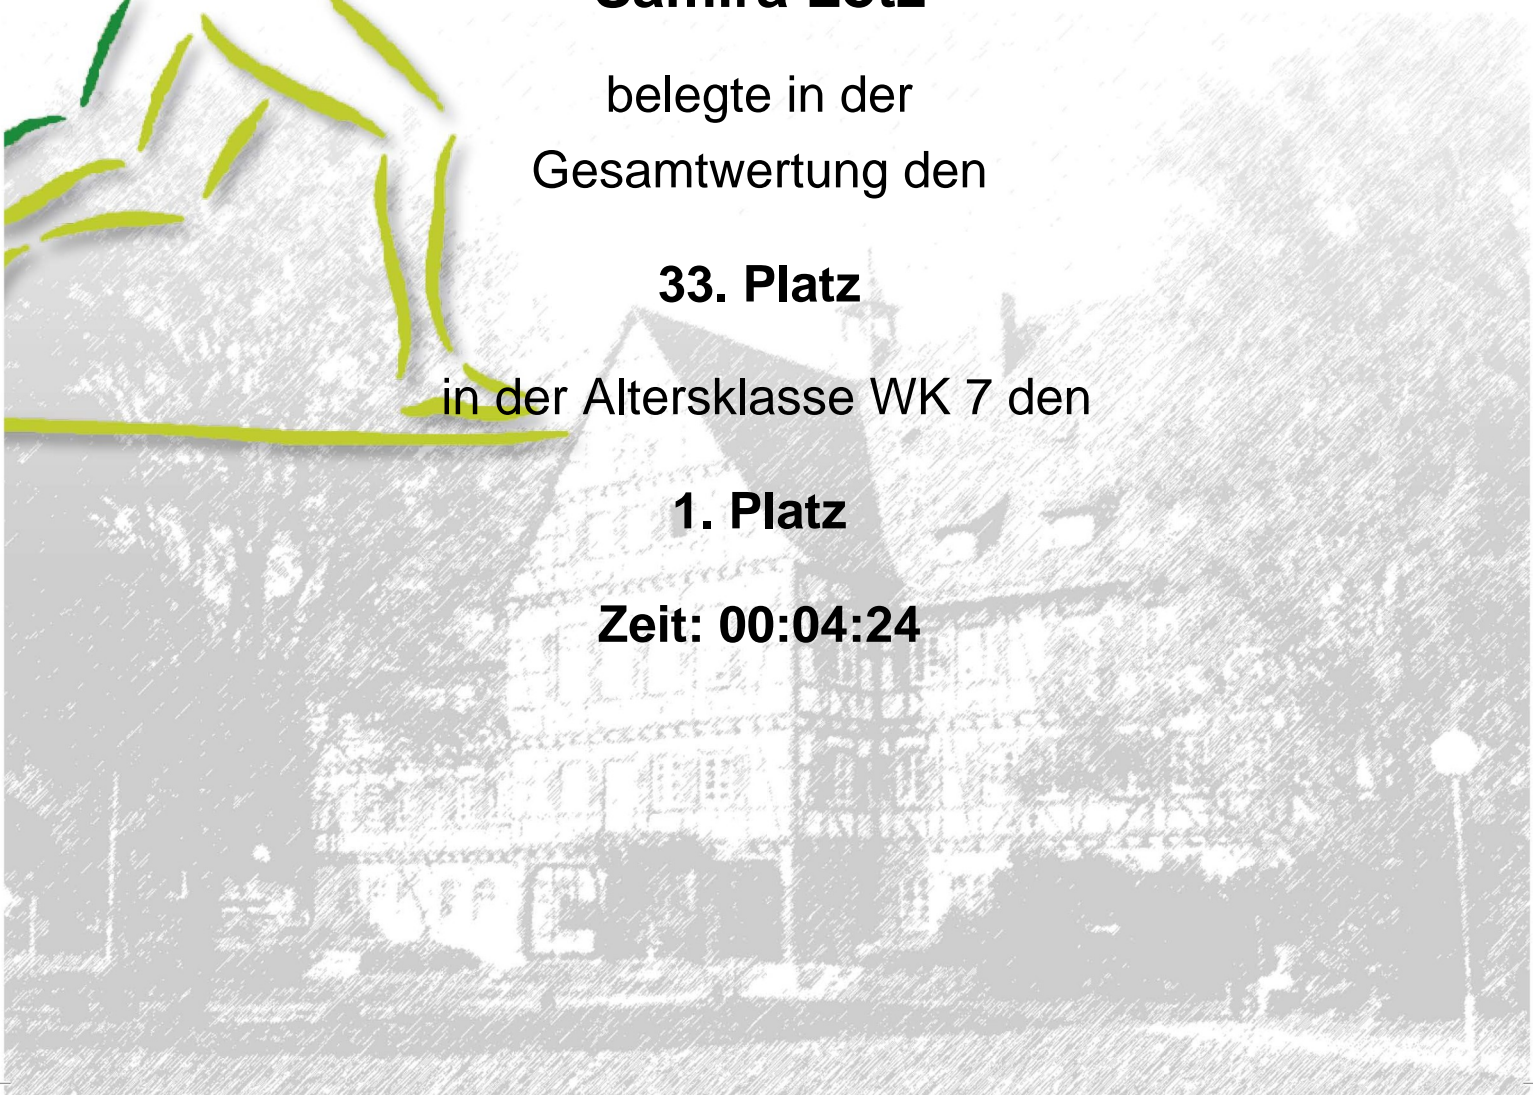 belegte in der
Gesamtwertung den
33. Platz
in der Altersklasse WK 7 den
1. Platz
Zeit: 00:04:24